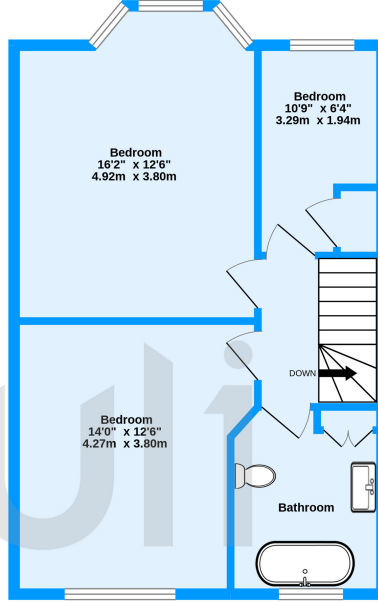 Bedroom
10'9" x 6'4"
3.29m x 1.94m
Bedroom
16'2" x 12'6"
4.92m x 3.80m
DOWN
Bedroom
14'0" x 12'6"
4.27m x 3.80m
Bathroom